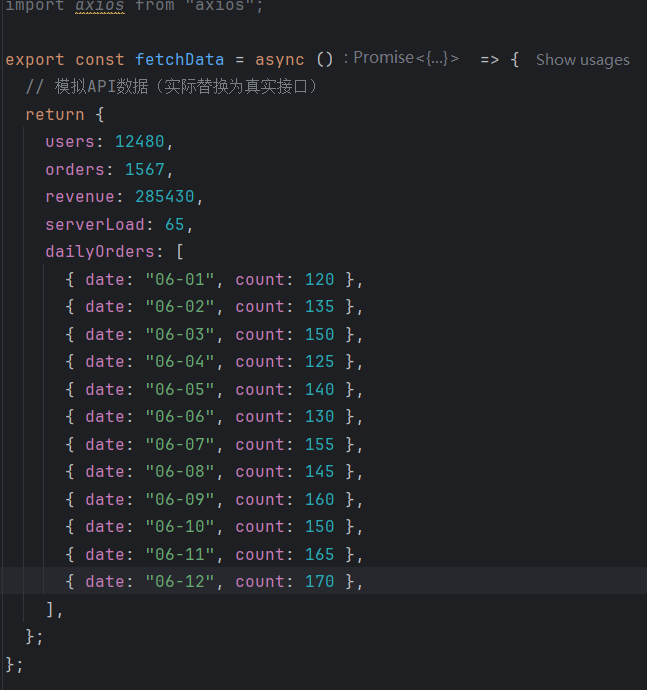 import axios from "axios";
export const fetchData = async () : Promise<{...}> => { Show usages
// 模拟API数据（实际替换为真实接口）
return {
users: 12480,
orders: 1567,
revenue: 285430,
serverLoad: 65,
dailyOrders: [
{ date: "06-01", count: 120 },
{ date: "06-02", count: 135 },
{ date: "06-03", count: 150 },
{ date: "06-04", count: 125 },
{ date: "06-05", count: 140 },
{ date: "06-06", count: 130 },
{ date: "06-07", count: 155 },
{ date: "06-08", count: 145 },
{ date: "06-09", count: 160 },
{ date: "06-10", count: 150 },
{ date: "06-11", count: 165 },
{ date: "06-12", count: 170 },
],
};
};